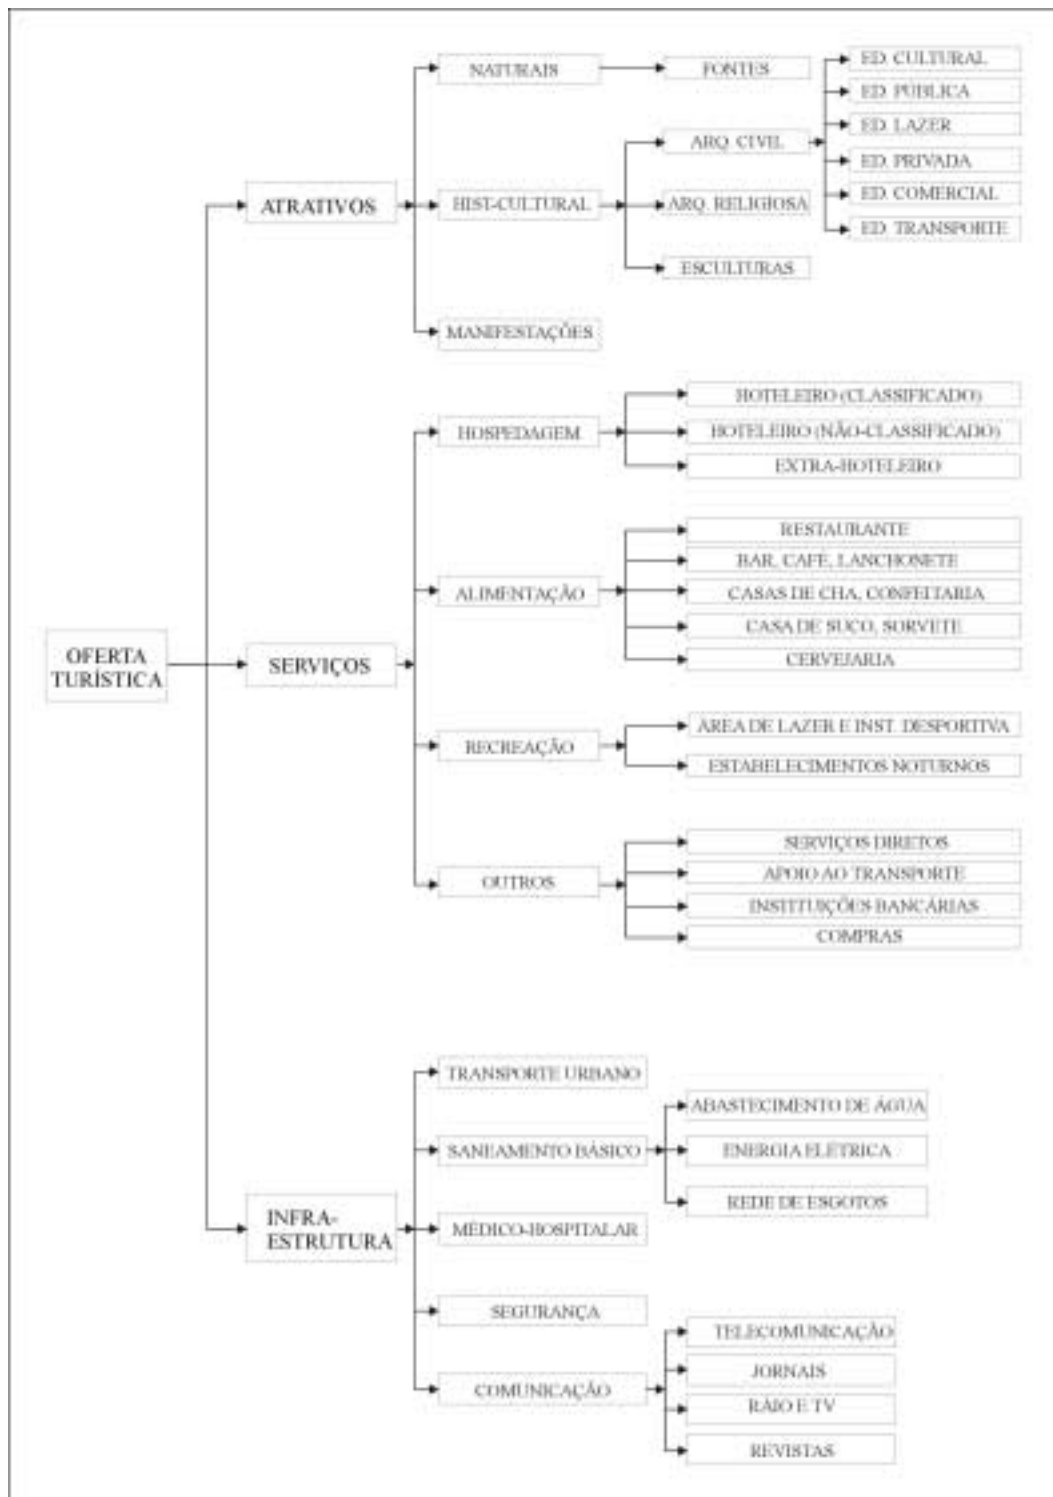 NATURAIS
FONTES
ED. CULTURAL
ED. PÚBLICA
ED. LAZER
ARQ. CIVIL
ED. PRIVADA
ED. COMERCIAL
ED. TRANSPORTE
ATRATIVOS
HIST-CULTURAL
ARQ. RELIGIOSA
ESCULTURAS
MANIFESTAÇÕES
HOSPEDAGEM
HOTELEIRO (CLASSIFICADO)
HOTELEIRO (NÃO-CLASSIFICADO)
EXTRA-HOTELEIRO
ALIMENTAÇÃO
RESTAURANTE
BAR, CAFÉ, LANCHONETE
CASAS DE CHA, CONFEITARIA
CASA DE SUCO, SORVETE
CERVEJARIA
OFERTA
TURÍSTICA
SERVIÇOS
RECREAÇÃO
ÁREA DE LAZER E INST. DESPORTIVA
ESTABELECIMENTOS NOTURNOS
OUTROS
SERVIÇOS DIRETOS
APOIO AO TRANSPORTE
INSTITUIÇÕES BANCÁRIAS
COMPRAS
TRANSPORTE URBANO
SANEAMENTO BÁSICO
ABASTECIMENTO DE ÁGUA
ENERGIA ELÉTRICA
REDE DE ESGOTOS
INFRA-
ESTRUTURA
MÉDICO-HOSPITALAR
SEGURANÇA
COMUNICAÇÃO
TELECOMUNICAÇÃO
JORNAIS
RÁIO E TV
REVISTAS